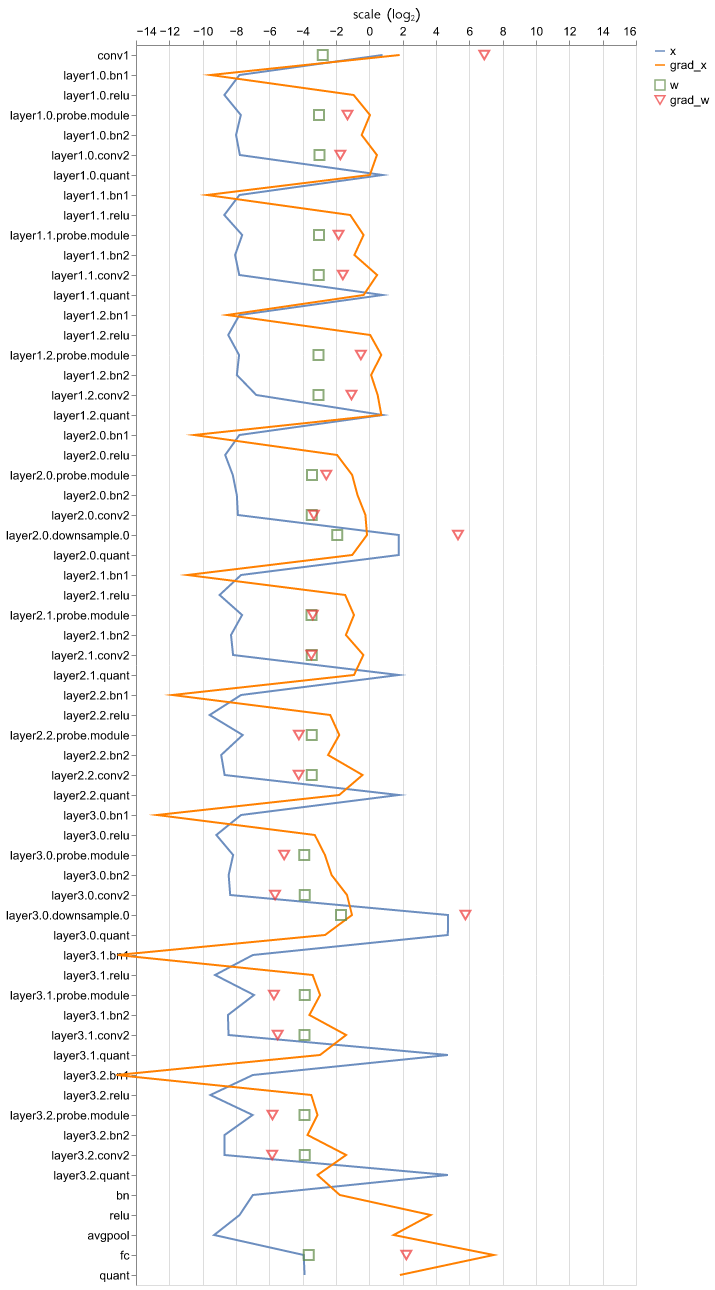 scale (log₂)
−14 −12 −10 −8 −6 −4 −2 0 2 4 6 8 10 12 14 16
x
grad_x
w
grad_w
conv1
layer1.0.bn1
layer1.0.relu
layer1.0.probe.module
layer1.0.bn2
layer1.0.conv2
layer1.0.quant
layer1.1.bn1
layer1.1.relu
layer1.1.probe.module
layer1.1.bn2
layer1.1.conv2
layer1.1.quant
layer1.2.bn1
layer1.2.relu
layer1.2.probe.module
layer1.2.bn2
layer1.2.conv2
layer1.2.quant
layer2.0.bn1
layer2.0.relu
layer2.0.probe.module
layer2.0.bn2
layer2.0.conv2
layer2.0.downsample.0
layer2.0.quant
layer2.1.bn1
layer2.1.relu
layer2.1.probe.module
layer2.1.bn2
layer2.1.conv2
layer2.1.quant
layer2.2.bn1
layer2.2.relu
layer2.2.probe.module
layer2.2.bn2
layer2.2.conv2
layer2.2.quant
layer3.0.bn1
layer3.0.relu
layer3.0.probe.module
layer3.0.bn2
layer3.0.conv2
layer3.0.downsample.0
layer3.0.quant
layer3.1.bn1
layer3.1.relu
layer3.1.probe.module
layer3.1.bn2
layer3.1.conv2
layer3.1.quant
layer3.2.bn1
layer3.2.relu
layer3.2.probe.module
layer3.2.bn2
layer3.2.conv2
layer3.2.quant
bn
relu
avgpool
fc
quant